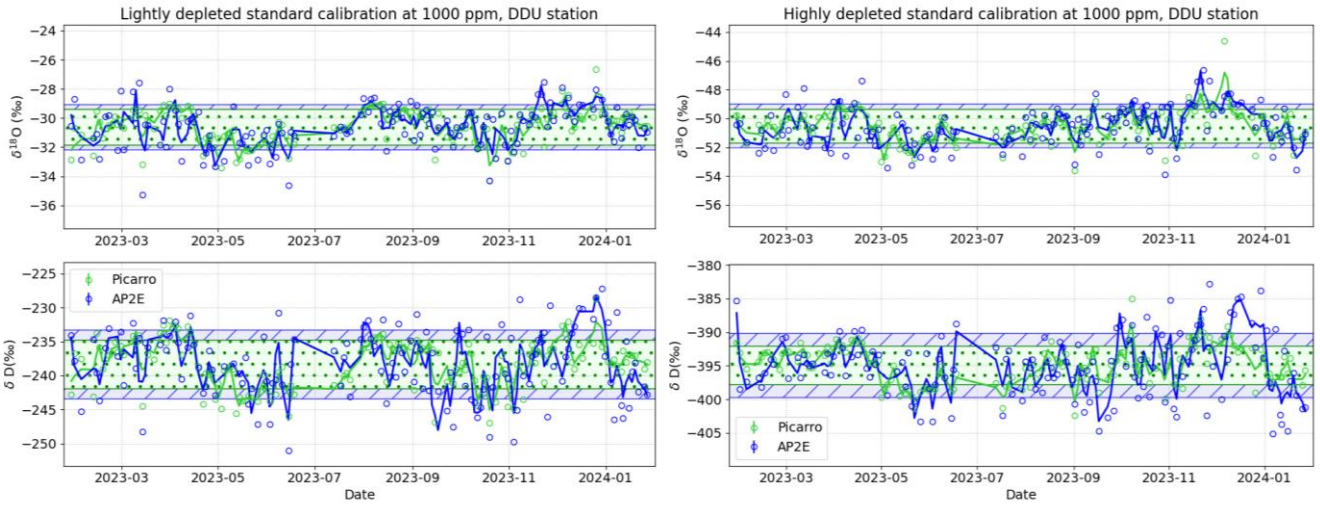 Lightly depleted standard calibration at 1000 ppm, DDU station
−24
−26
−28
−30
−32
−34
−36
δ¹⁸O (‰)
2023-03 2023-05 2023-07 2023-09 2023-11 2024-01
Highly depleted standard calibration at 1000 ppm, DDU station
−44
−46
−48
−50
−52
−54
−56
δ¹⁸O (‰)
2023-03 2023-05 2023-07 2023-09 2023-11 2024-01
−225
−230
−235
−240
−245
−250
δ D(‰)
Picarro
AP2E
2023-03 2023-05 2023-07 2023-09 2023-11 2024-01
Date
−380
−385
−390
−395
−400
−405
δ D(‰)
Picarro
AP2E
2023-03 2023-05 2023-07 2023-09 2023-11 2024-01
Date